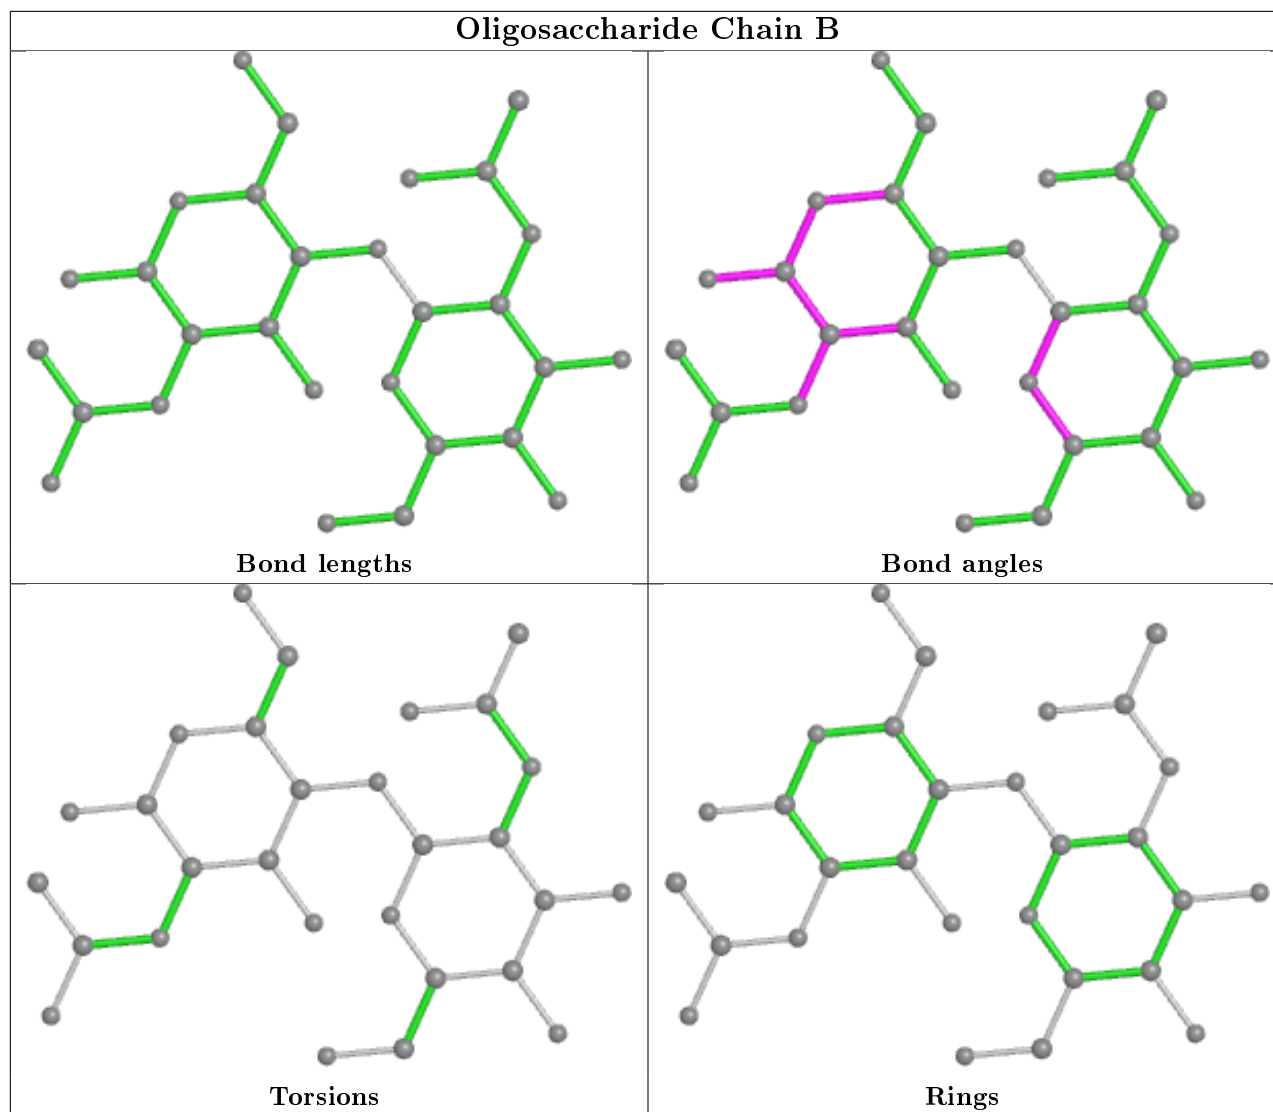 Oligosaccharide Chain B
Bond lengths
Bond angles
Torsions
Rings